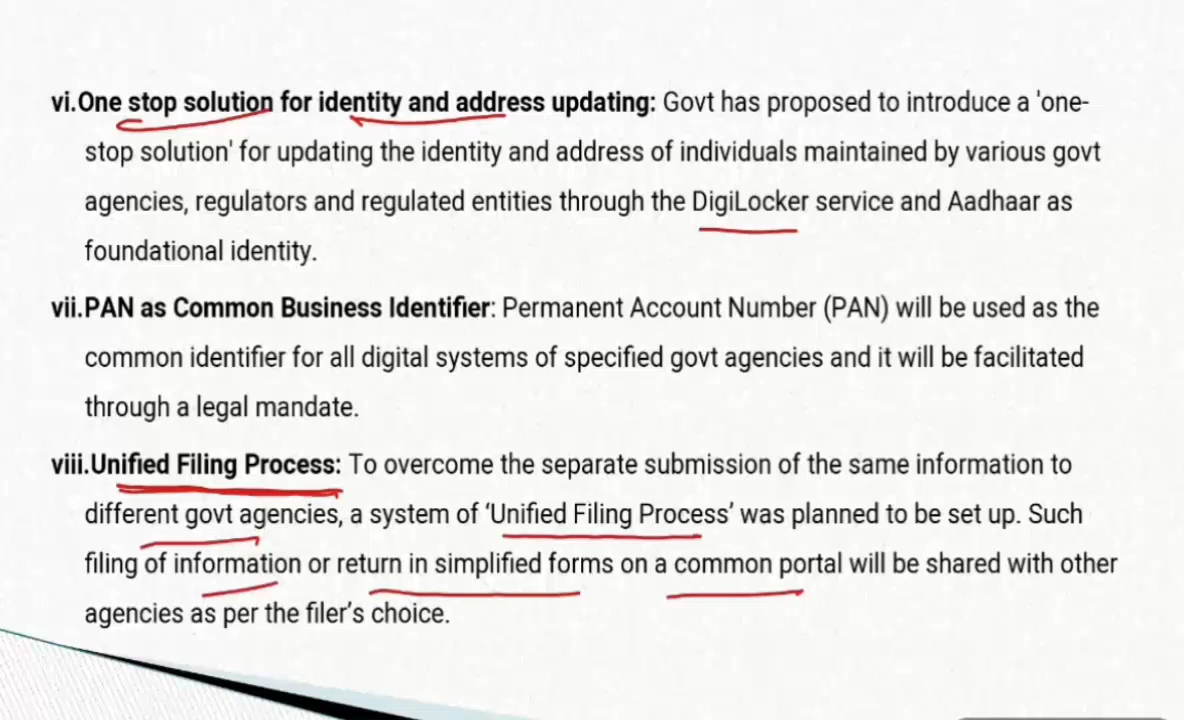 vi.One stop solution for identity and address updating: Govt has proposed to introduce a 'one-
stop solution' for updating the identity and address of individuals maintained by various govt
agencies, regulators and regulated entities through the DigiLocker service and Aadhaar as
foundational identity.
vii.PAN as Common Business Identifier: Permanent Account Number (PAN) will be used as the
common identifier for all digital systems of specified govt agencies and it will be facilitated
through a legal mandate.
viii.Unified Filing Process: To overcome the separate submission of the same information to
different govt agencies, a system of ‘Unified Filing Process’ was planned to be set up. Such
filing of information or return in simplified forms on a common portal will be shared with other
agencies as per the filer’s choice.